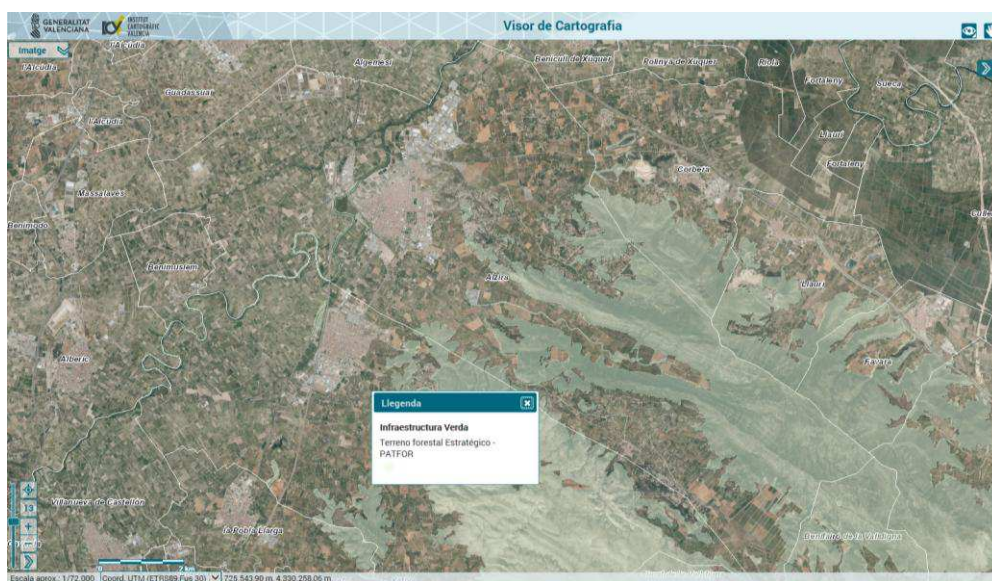 GENERALITAT
VALENCIANA
INSTITUT
CARTOGRÀFIC
VALENCIÀ
Visor de Cartografia
Imatge
l'Alcúdia
l'Alcúdia
Algemesí
Benicull de Xúquer
Polinyà de Xúquer
Riola
Fortaleny
Sueca
Guadassuar
l'Alcúdia
Llaurí
Fortaleny
Corbera
Massalavés
Benimodo
Benimuslem
Alzira
Llaurí
Alberic
Favara
Llegenda
Infraestructura Verda
Terreno forestal Estratégico -
PATFOR
13
+
Villanueva de Castellón
la Pobla Llarga
Benifairó de la Valldigna
0
2 km
Escala aprox.: 1/72.000
Coord. UTM (ETRS89 Fus 30)
725.543,90 m, 4.330.258,06 m